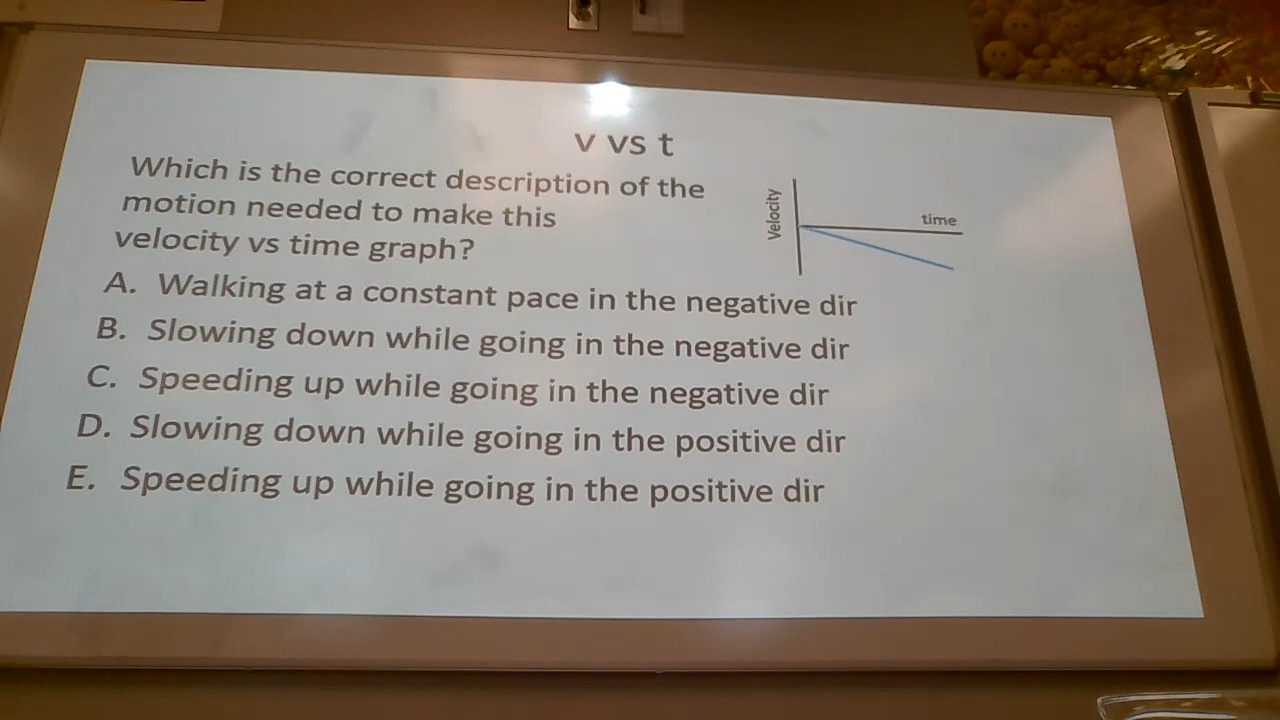 v vs t
Which is the correct description of the
motion needed to make this
velocity vs time graph?
Velocity
time
A. Walking at a constant pace in the negative dir
B. Slowing down while going in the negative dir
C. Speeding up while going in the negative dir
D. Slowing down while going in the positive dir
E. Speeding up while going in the positive dir